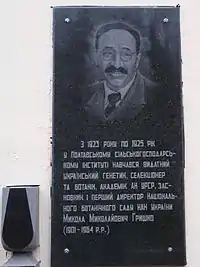 З 1923 року по 1925 рік
у Полтавському сільськогосподарсь-
кому інституті навчався видатний
український генетик, селекціонер
та ботанік, академік АН УРСР, зас-
новник і перший директор Національ-
ного ботанічного саду НАН України
Микола Миколайович Гришко
(1901-1964 р.р.)